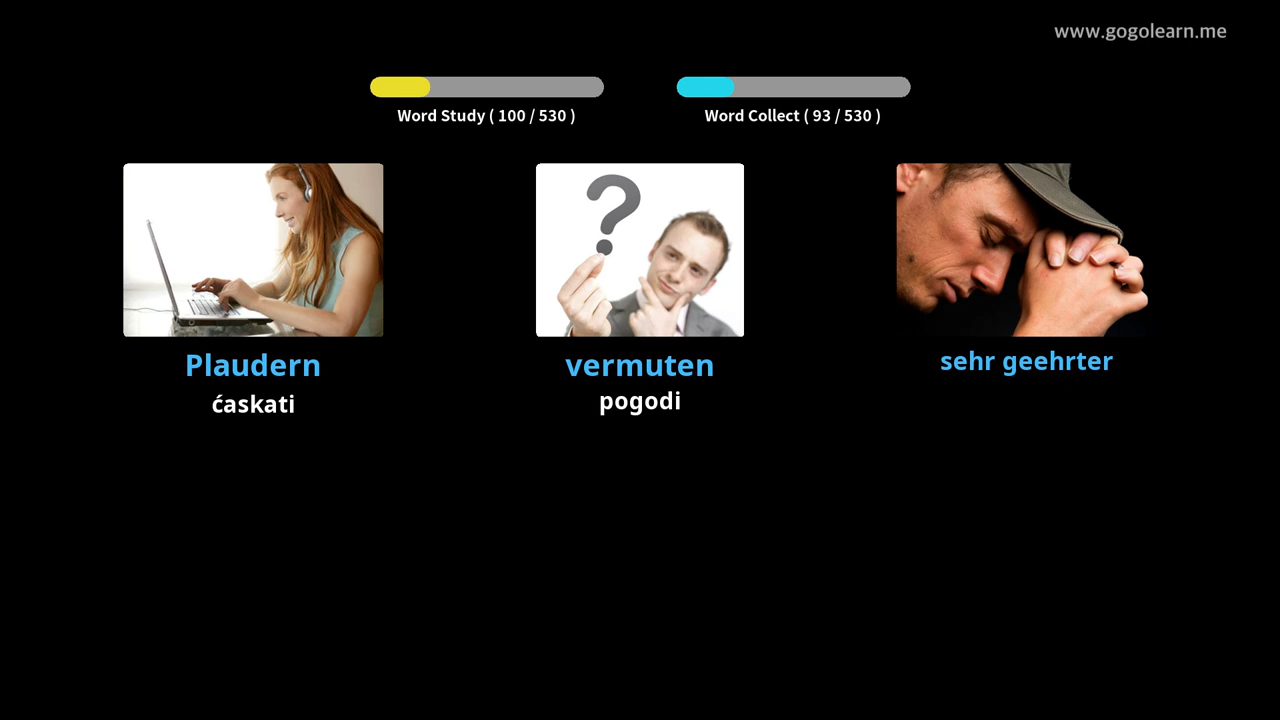 www.gogolearn.me
Word Study ( 100 / 530 )
Word Collect ( 93 / 530 )
Plaudern
ćaskati
vermuten
pogodi
sehr geehrter